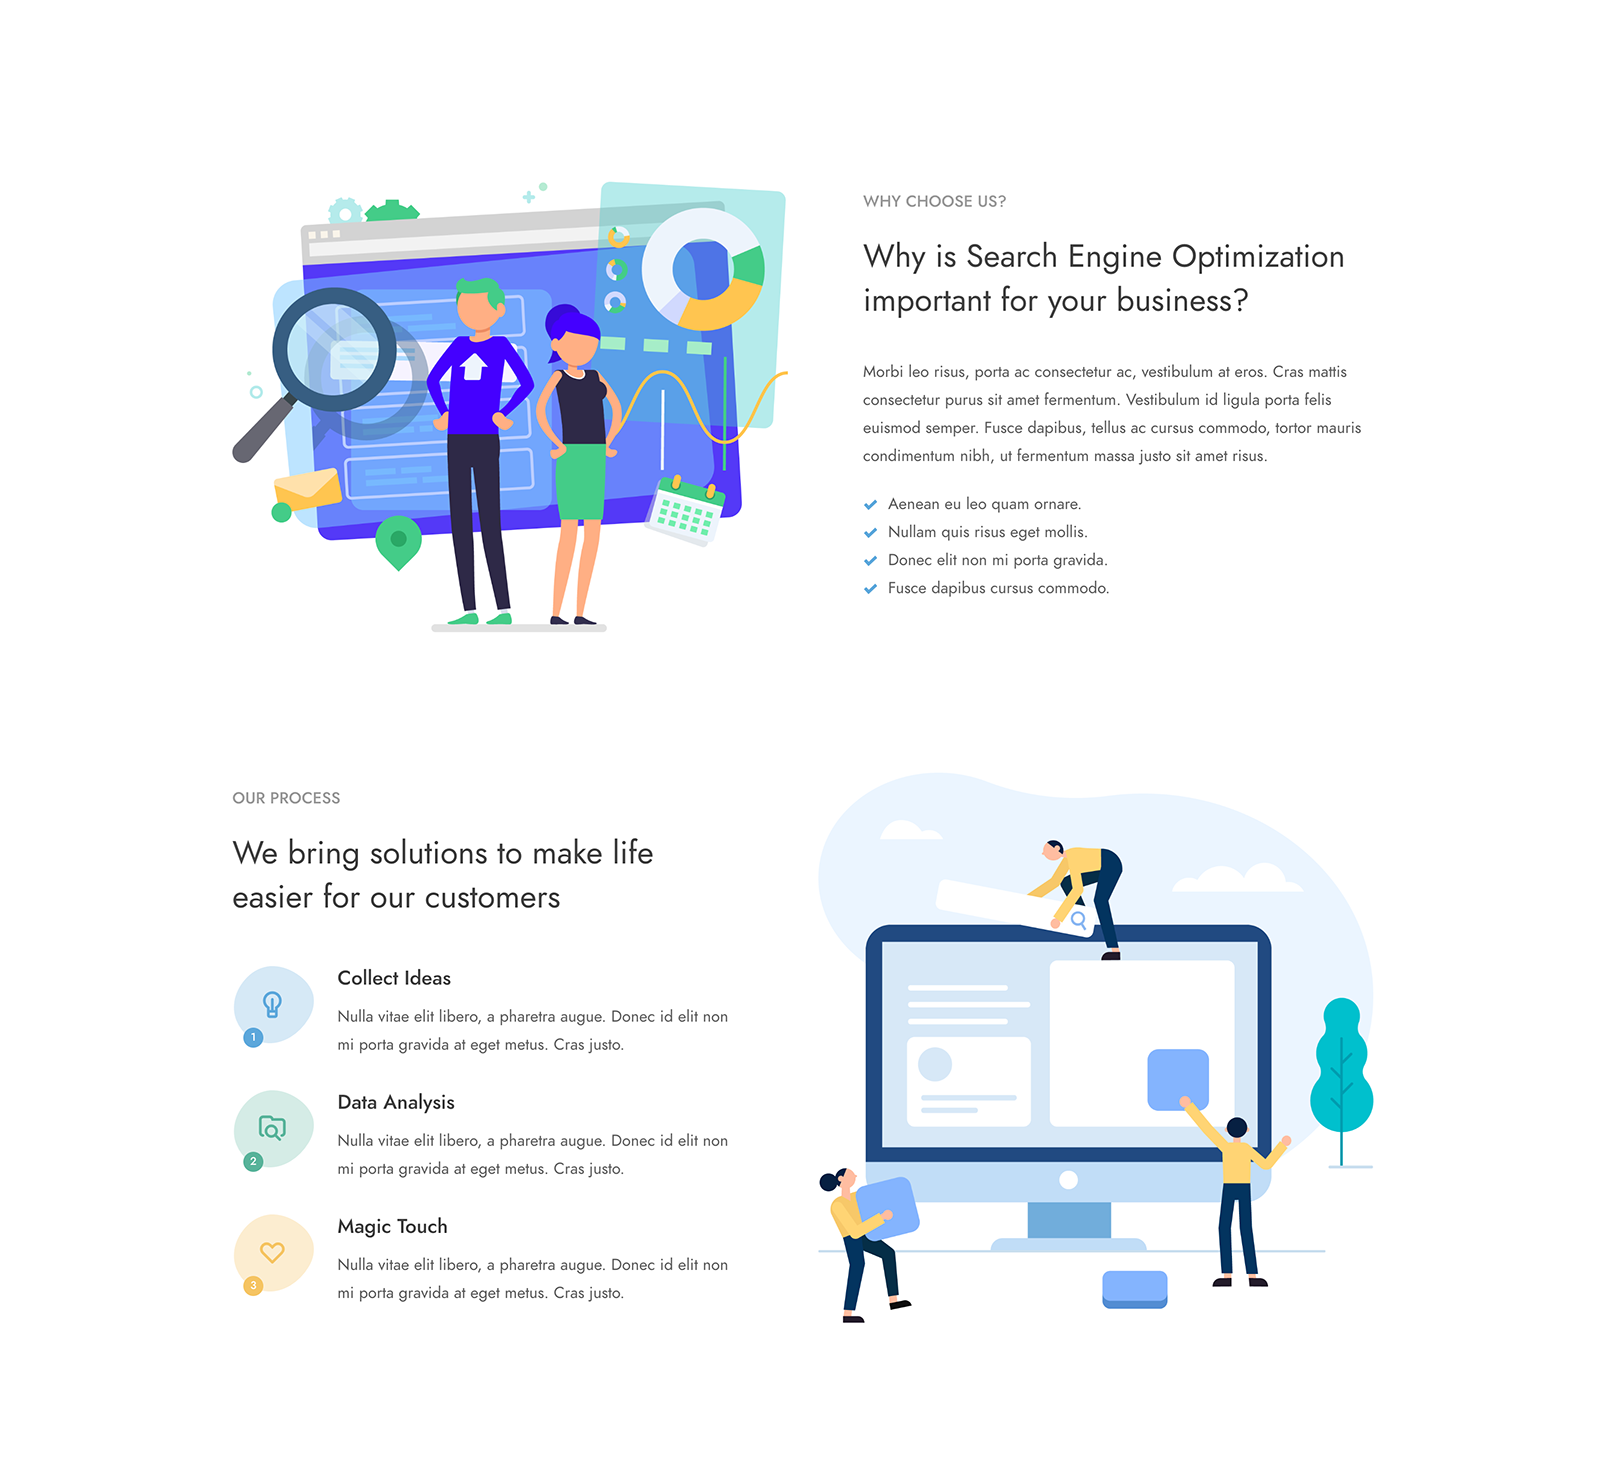 WHY CHOOSE US?
Why is Search Engine Optimization
important for your business?
Morbi leo risus, porta ac consectetur ac, vestibulum at eros. Cras mattis
consectetur purus sit amet fermentum. Vestibulum id ligula porta felis
euismod semper. Fusce dapibus, tellus ac cursus commodo, tortor mauris
condimentum nibh, ut fermentum massa justo sit amet risus.
Aenean eu leo quam ornare.
Nullam quis risus eget mollis.
Donec elit non mi porta gravida.
Fusce dapibus cursus commodo.
OUR PROCESS
We bring solutions to make life
easier for our customers
1
Collect Ideas
Nulla vitae elit libero, a pharetra augue. Donec id elit non
mi porta gravida at eget metus. Cras justo.
2
Data Analysis
Nulla vitae elit libero, a pharetra augue. Donec id elit non
mi porta gravida at eget metus. Cras justo.
3
Magic Touch
Nulla vitae elit libero, a pharetra augue. Donec id elit non
mi porta gravida at eget metus. Cras justo.